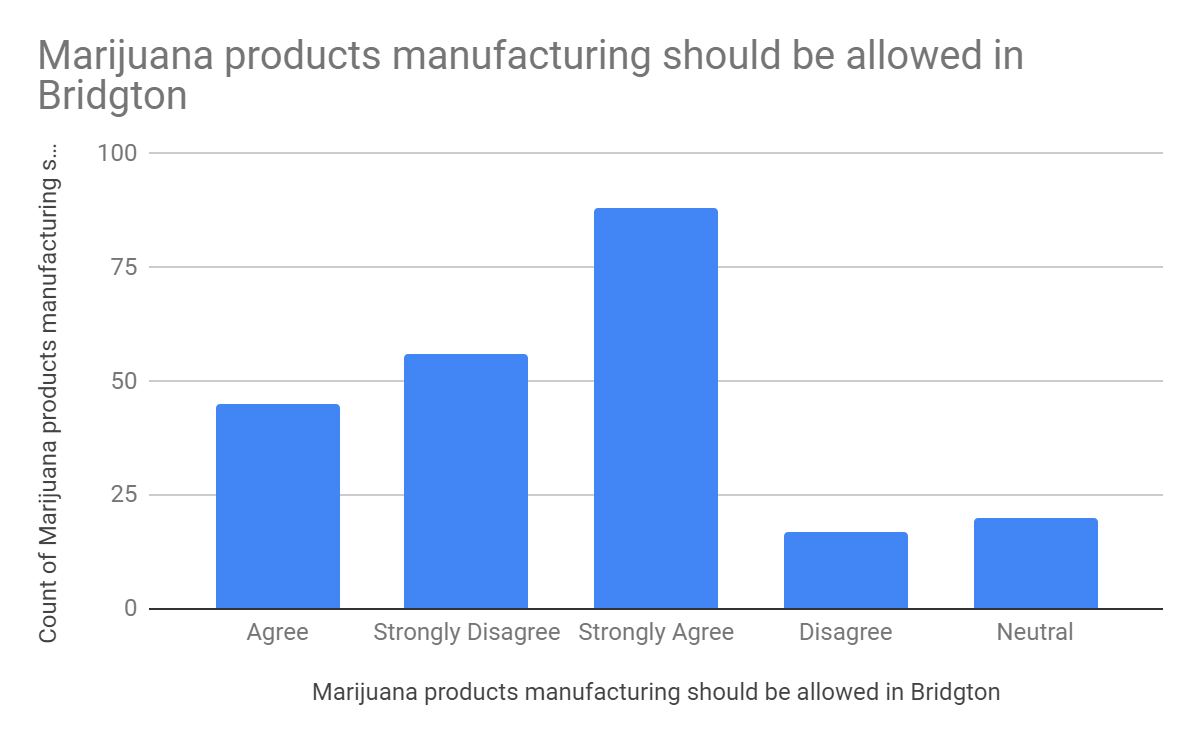 Marijuana products manufacturing should be allowed in
Bridgton
Count of Marijuana products manufacturing s...
100
75
50
25
0
Agree
Strongly Disagree
Strongly Agree
Disagree
Neutral
Marijuana products manufacturing should be allowed in Bridgton